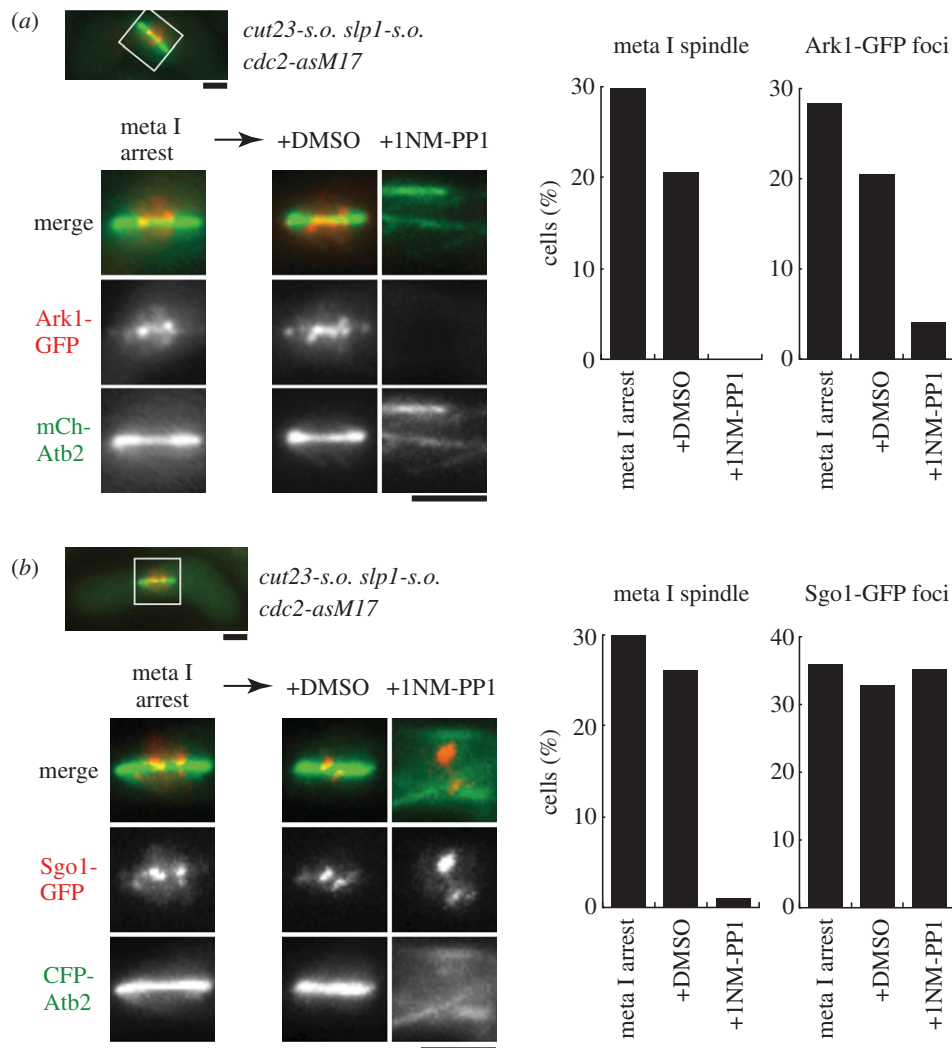 (a)
cut23-s.o. slp1-s.o.
cdc2-asM17
meta I
arrest
+DMSO
+1NM-PP1
merge
Ark1-
GFP
mCh-
Atb2
meta I spindle
30
20
10
0
cells (%)
meta I arrest
+DMSO
+1NM-PP1
Ark1-GFP foci
30
20
10
0
meta I arrest
+DMSO
+1NM-PP1
(b)
cut23-s.o. slp1-s.o.
cdc2-asM17
meta I
arrest
+DMSO
+1NM-PP1
merge
Sgo1-
GFP
CFP-
Atb2
meta I spindle
30
20
10
0
cells (%)
meta I arrest
+DMSO
+1NM-PP1
Sgo1-GFP foci
40
30
20
10
0
meta I arrest
+DMSO
+1NM-PP1